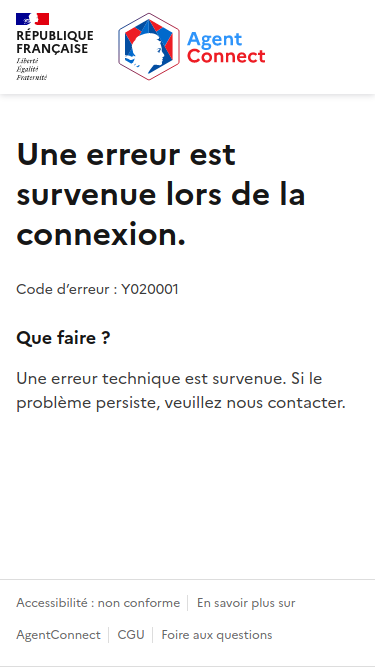 RÉPUBLIQUE
FRANÇAISE
Liberté
Égalité
Fraternité
Agent
Connect
Une erreur est
survenue lors de la
connexion.
Code d’erreur : Y020001
Que faire ?
Une erreur technique est survenue. Si le
problème persiste, veuillez nous contacter.
Accessibilité : non conforme
En savoir plus sur
AgentConnect
CGU
Foire aux questions